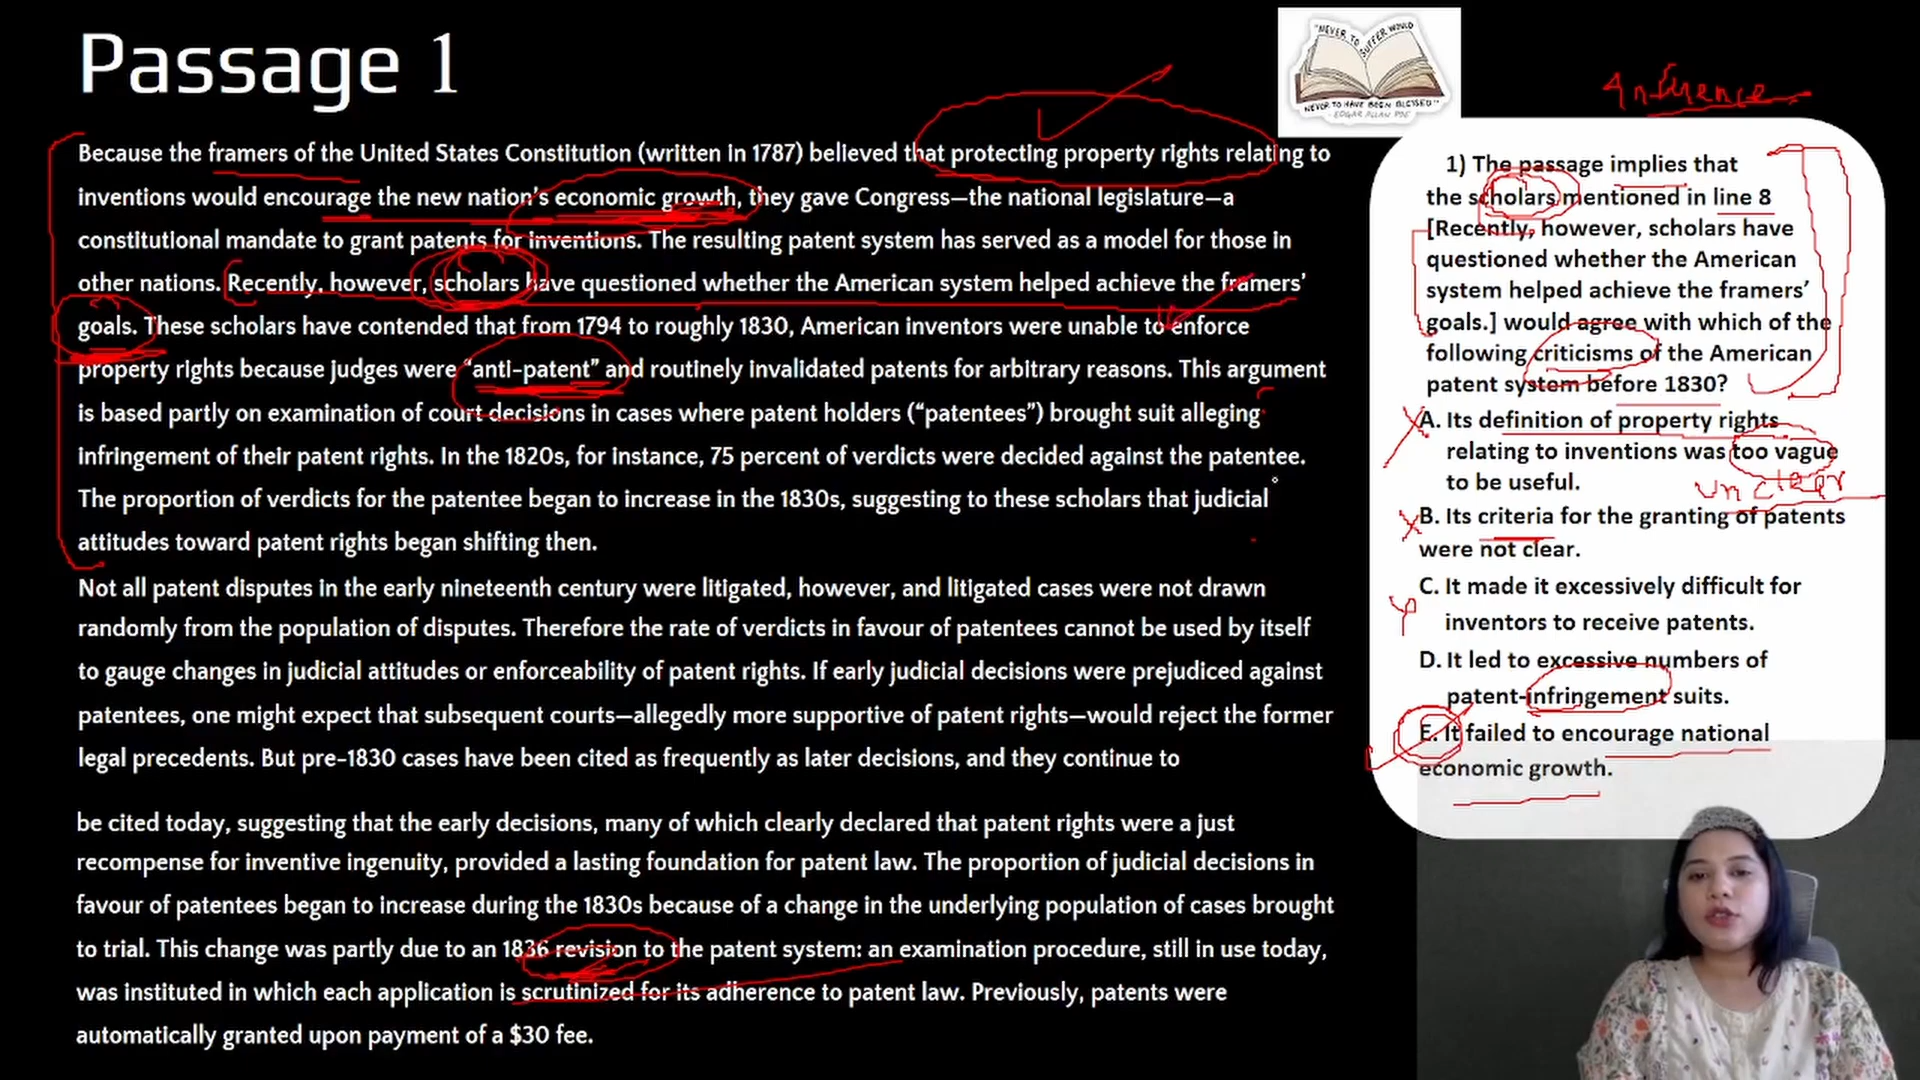 Passage 1
"NEVER TO SUFFER WOULD
NEVER TO HAVE BEEN BLESSED"
- EDGAR ALLAN POE
Inference
Because the framers of the United States Constitution (written in 1787) believed that protecting property rights relating to
inventions would encourage the new nation's economic growth, they gave Congress—the national legislature—a
constitutional mandate to grant patents for inventions. The resulting patent system has served as a model for those in
other nations. Recently, however, scholars have questioned whether the American system helped achieve the framers'
goals. These scholars have contended that from 1794 to roughly 1830, American inventors were unable to enforce
property rights because judges were "anti-patent" and routinely invalidated patents for arbitrary reasons. This argument
is based partly on examination of court decisions in cases where patent holders ("patentees") brought suit alleging
infringement of their patent rights. In the 1820s, for instance, 75 percent of verdicts were decided against the patentee.
The proportion of verdicts for the patentee began to increase in the 1830s, suggesting to these scholars that judicial
attitudes toward patent rights began shifting then.
Not all patent disputes in the early nineteenth century were litigated, however, and litigated cases were not drawn
randomly from the population of disputes. Therefore the rate of verdicts in favour of patentees cannot be used by itself
to gauge changes in judicial attitudes or enforceability of patent rights. If early judicial decisions were prejudiced against
patentees, one might expect that subsequent courts—allegedly more supportive of patent rights—would reject the former
legal precedents. But pre-1830 cases have been cited as frequently as later decisions, and they continue to
be cited today, suggesting that the early decisions, many of which clearly declared that patent rights were a just
recompense for inventive ingenuity, provided a lasting foundation for patent law. The proportion of judicial decisions in
favour of patentees began to increase during the 1830s because of a change in the underlying population of cases brought
to trial. This change was partly due to an 1836 revision to the patent system: an examination procedure, still in use today,
was instituted in which each application is scrutinized for its adherence to patent law. Previously, patents were
automatically granted upon payment of a $30 fee.
1) The passage implies that
the scholars mentioned in line 8
[Recently, however, scholars have
questioned whether the American
system helped achieve the framers'
goals.] would agree with which of the
following criticisms of the American
patent system before 1830?
A. Its definition of property rights
relating to inventions was too vague
to be useful.
unclear
B. Its criteria for the granting of patents
were not clear.
C. It made it excessively difficult for
inventors to receive patents.
D. It led to excessive numbers of
patent-infringement suits.
E. It failed to encourage national
economic growth.